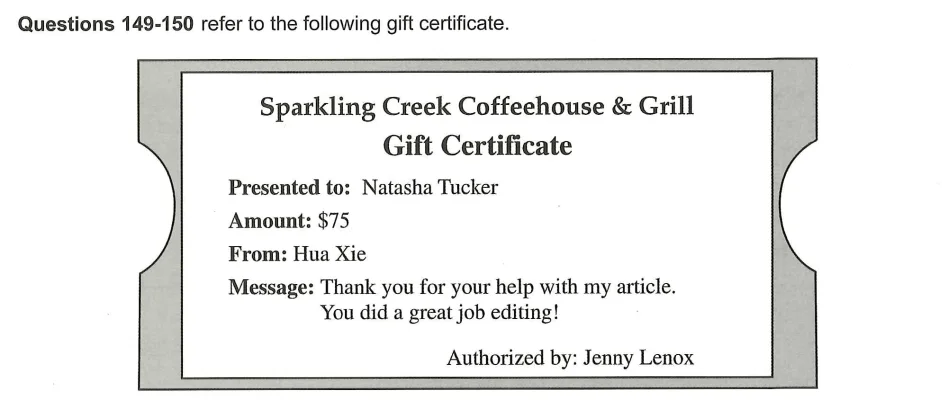 Questions 149-150 refer to the following gift certificate.
Sparkling Creek Coffeehouse & Grill
Gift Certificate
Presented to: Natasha Tucker
Amount: $75
From: Hua Xie
Message: Thank you for your help with my article.
You did a great job editing!
Authorized by: Jenny Lenox